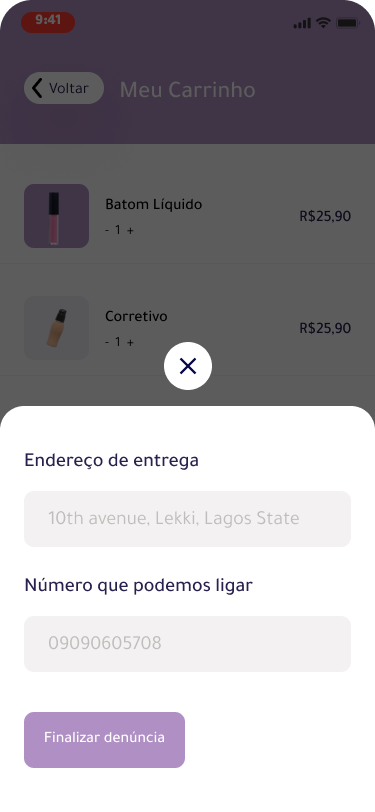 9:41
Voltar
Meu Carrinho
Batom Líquido
- 1 +
R$25,90
Corretivo
- 1 +
R$25,90
Endereço de entrega
10th avenue, Lekki, Lagos State
Número que podemos ligar
09090605708
Finalizar denúncia